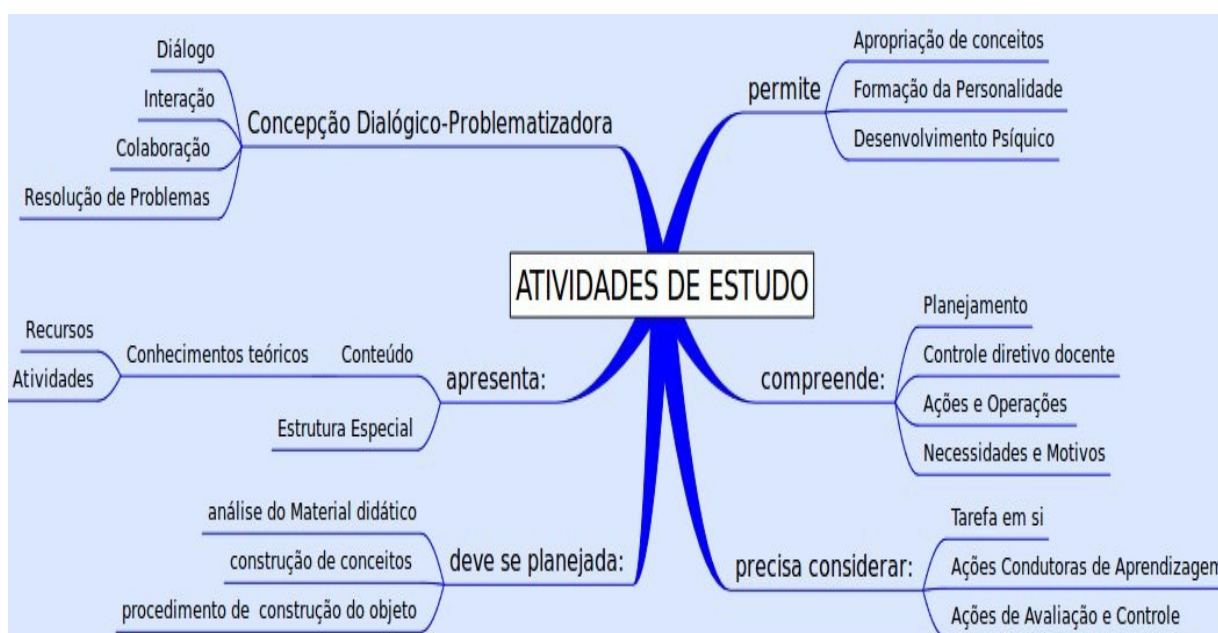 Diálogo
Interação
Colaboração
Resolução de Problemas
Concepção Dialógico-Problematizadora
permite
Apropriação de conceitos
Formação da Personalidade
Desenvolvimento Psíquico
ATIVIDADES DE ESTUDO
Recursos
Atividades
Conhecimentos teóricos
Conteúdo
Estrutura Especial
apresenta:
compreende:
Planejamento
Controle diretivo docente
Ações e Operações
Necessidades e Motivos
análise do Material didático
construção de conceitos
procedimento de construção do objeto
deve se planejada:
precisa considerar:
Tarefa em si
Ações Condutoras de Aprendizagem
Ações de Avaliação e Controle